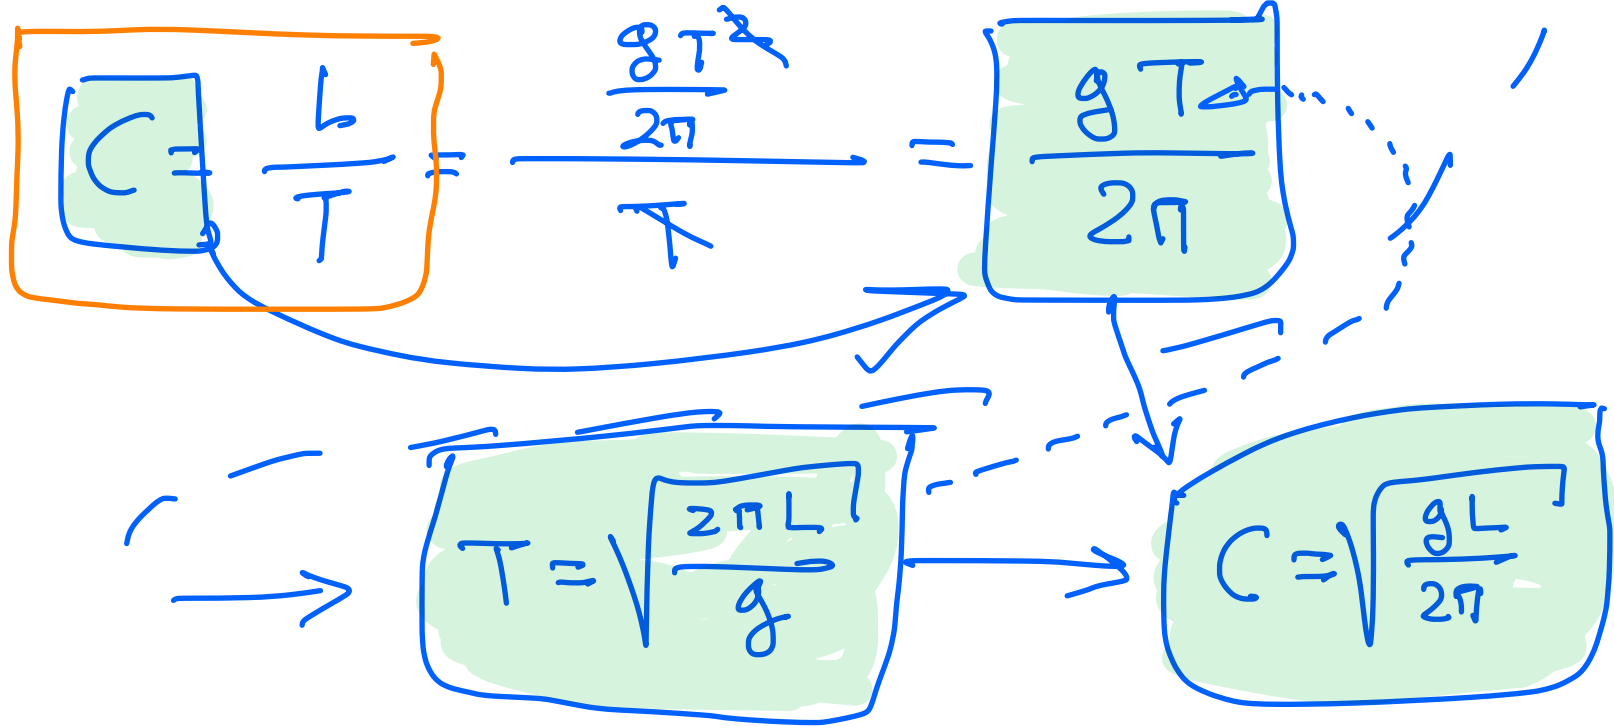 C = L/T = (gT²/2π)/T = gT/2π
T = √(2πL/g)
C = √(gL/2π)